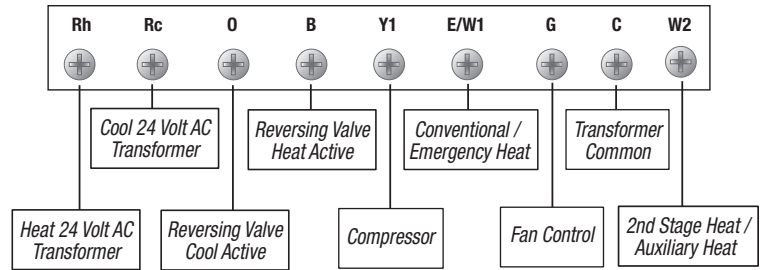 Rh Rc O B Y1 E/W1 G C W2
Cool 24 Volt AC
Transformer
Reversing Valve
Heat Active
Conventional /
Emergency Heat
Transformer
Common
Heat 24 Volt AC
Transformer
Reversing Valve
Cool Active
Compressor
Fan Control
2nd Stage Heat /
Auxiliary Heat